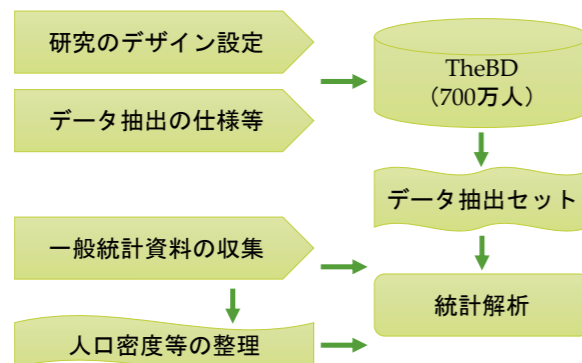 研究のデザイン設定
データ抽出の仕様等
TheBD
（700万人）
データ抽出セット
一般統計資料の収集
統計解析
人口密度等の整理